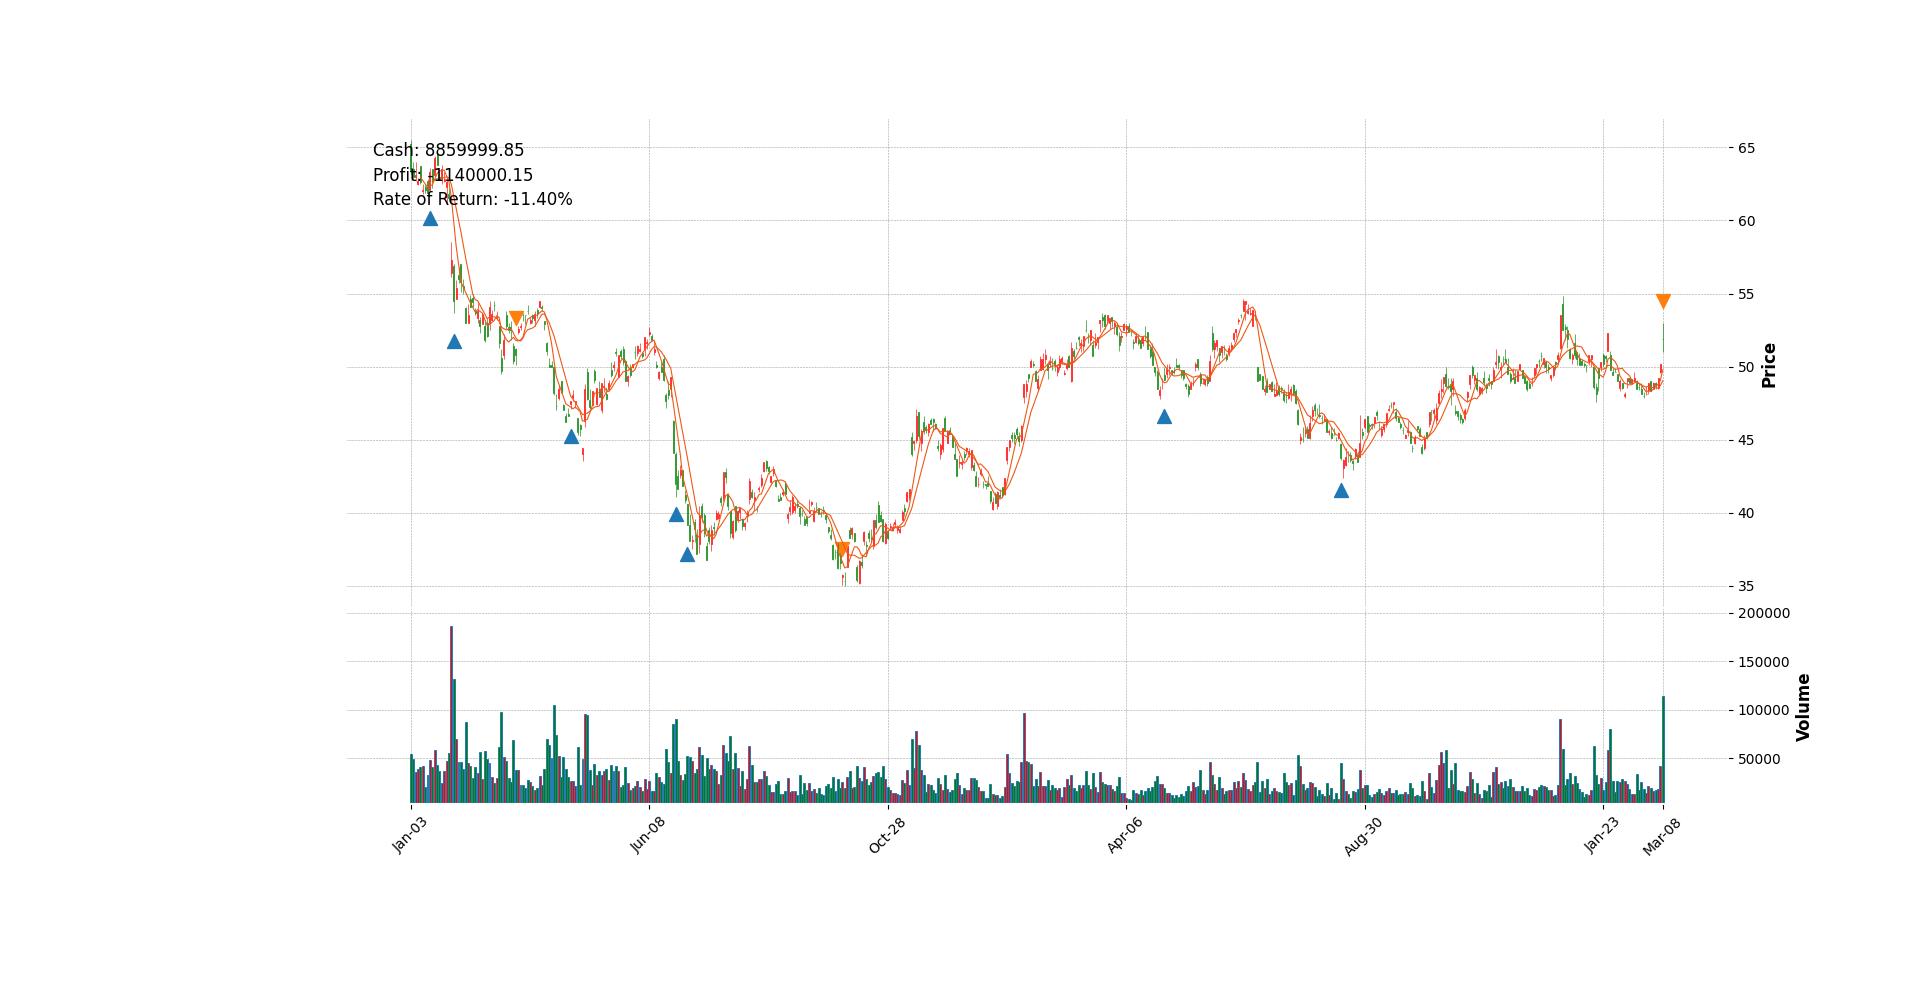 Cash: 8859999.85
Profit: -1140000.15
Rate of Return: -11.40%
65
60
55
50
45
40
35
Price
200000
150000
100000
50000
Volume
Jan-03
Jun-08
Oct-28
Apr-06
Aug-30
Jan-23
Mar-08